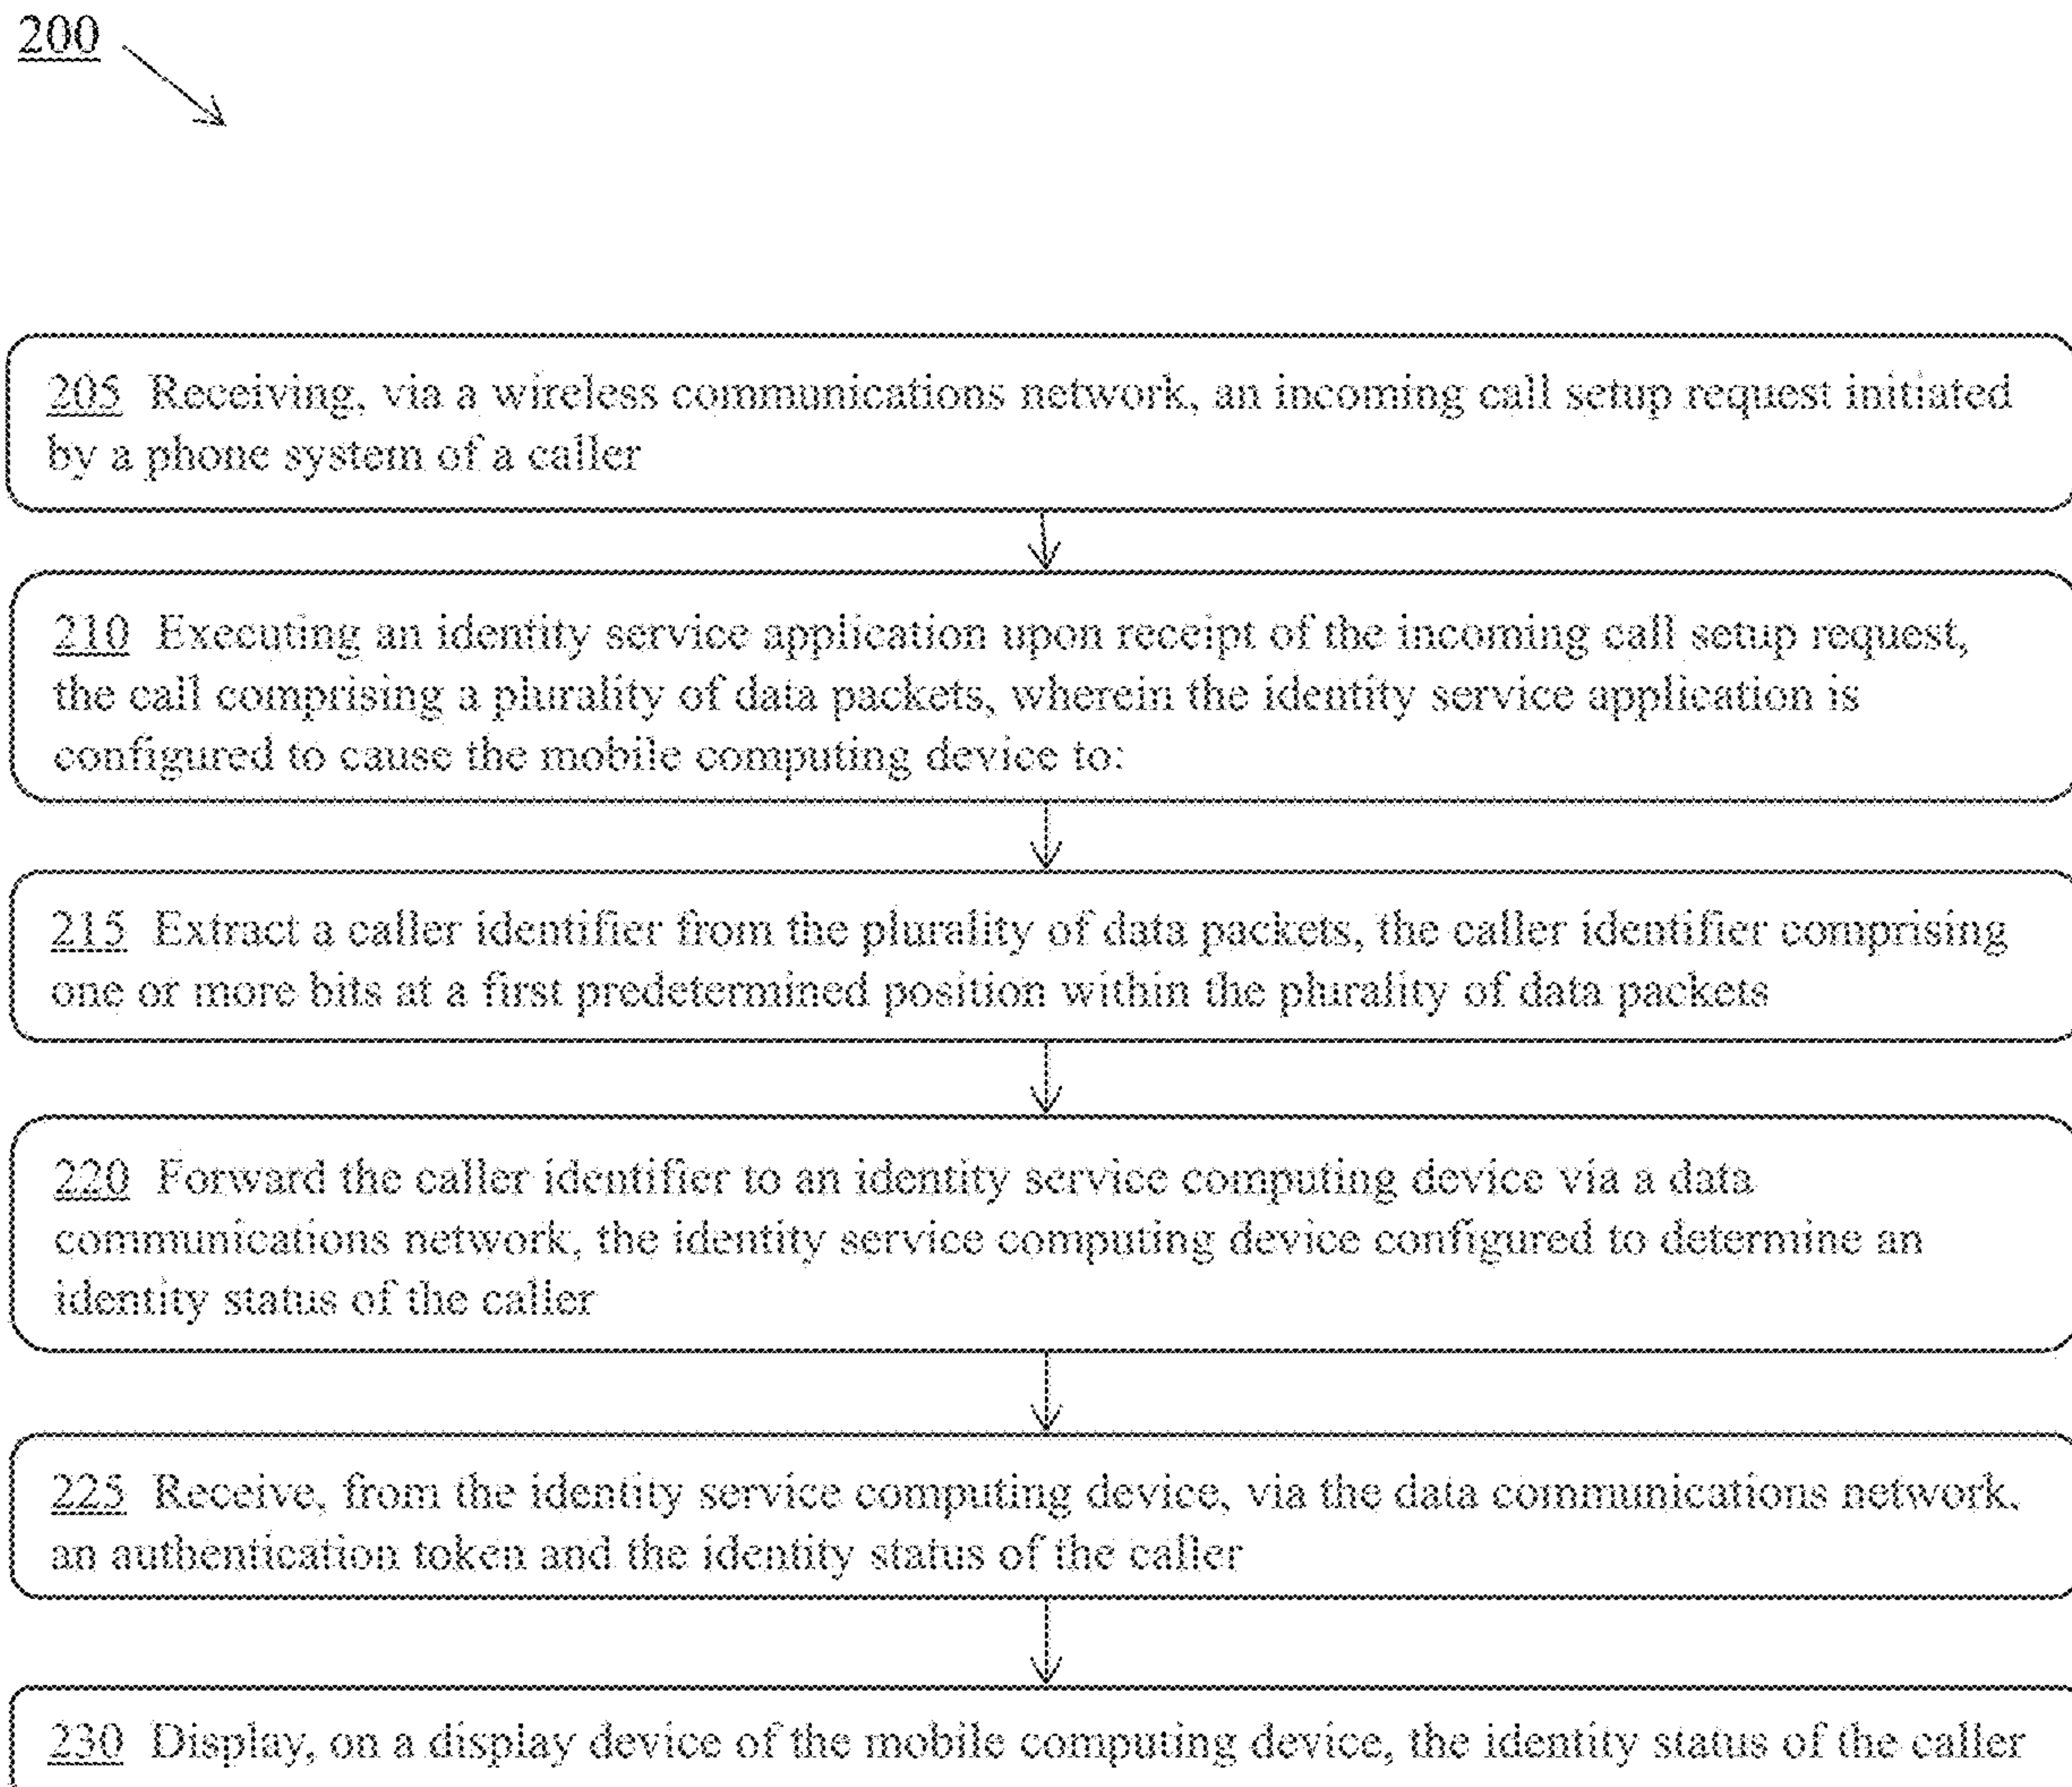 200
205 Receiving, via a wireless communications network, an incoming call setup request initiated
by a phone system of a caller
210 Executing an identity service application upon receipt of the incoming call setup request,
the call comprising a plurality of data packets, wherein the identity service application is
configured to cause the mobile computing device to:
215 Extract a caller identifier from the plurality of data packets, the caller identifier comprising
one or more bits at a first predetermined position within the plurality of data packets
220 Forward the caller identifier to an identity service computing device via a data
communications network, the identity service computing device configured to determine an
identity status of the caller
225 Receive, from the identity service computing device, via the data communications network,
an authentication token and the identity status of the caller
230 Display, on a display device of the mobile computing device, the identity status of the caller